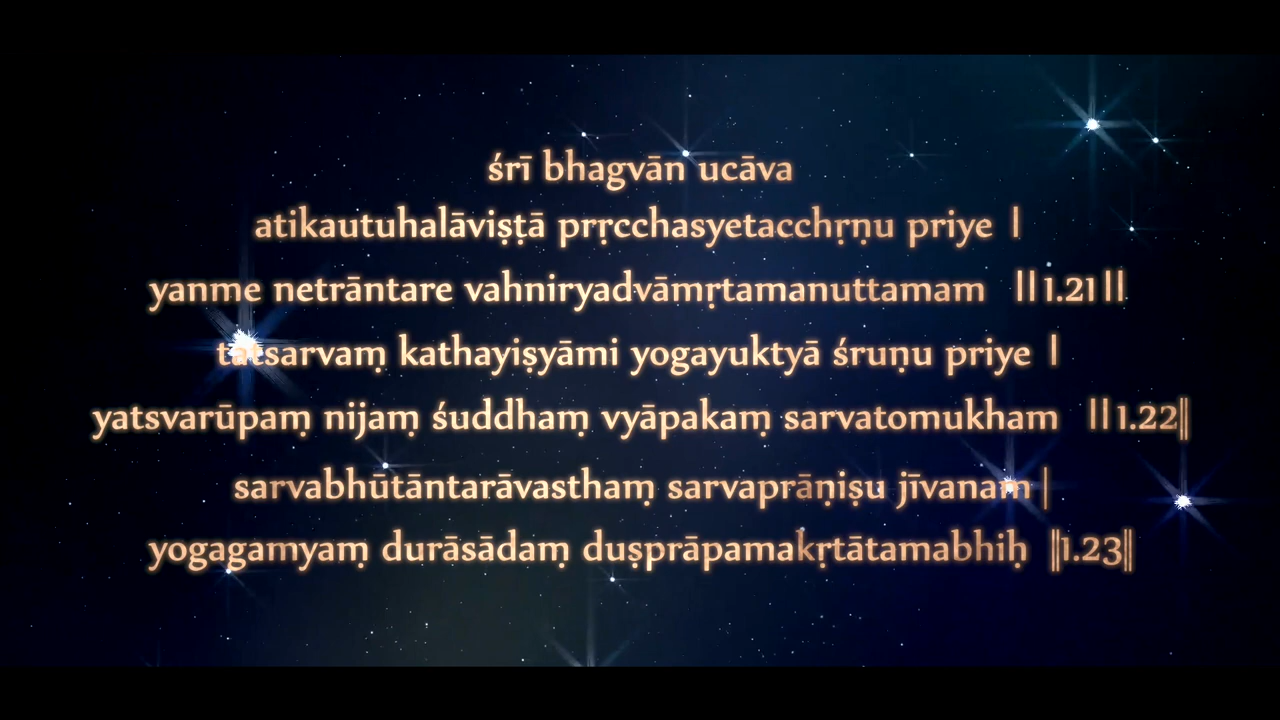 śrī bhagvān ucāva
atikautuhalāviṣṭā prṛcchasyetacchṛṇu priye |
yanme netrāntare vahniryadvāmṛtamanuttamam ||1.21||
tatsarvaṃ kathayiṣyāmi yogayuktyā śruṇu priye |
yatsvarūpaṃ nijaṃ śuddhaṃ vyāpakaṃ sarvatomukham ||1.22||
sarvabhūtāntarāvasthaṃ sarvaprāṇiṣu jīvanam |
yogagamyaṃ durāsādaṃ duṣprāpamakṛtātamabhiḥ ||1.23||